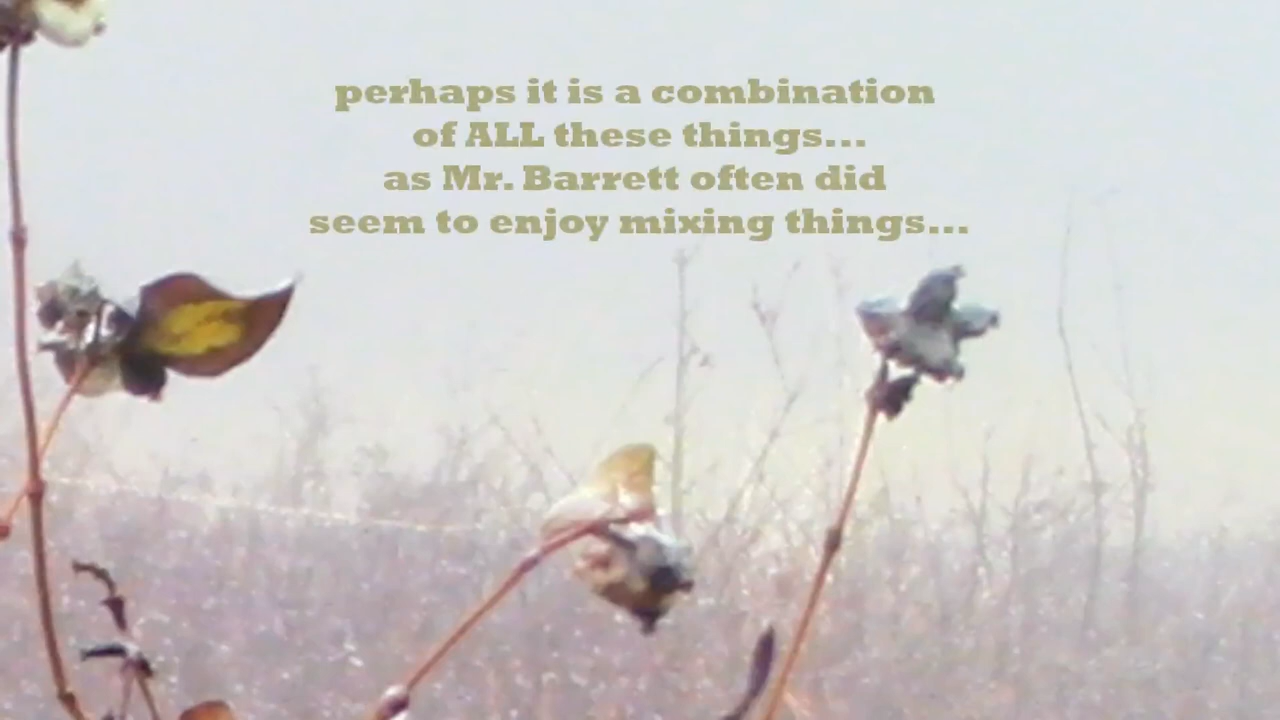 perhaps it is a combination
of ALL these things...
as Mr. Barrett often did
seem to enjoy mixing things...